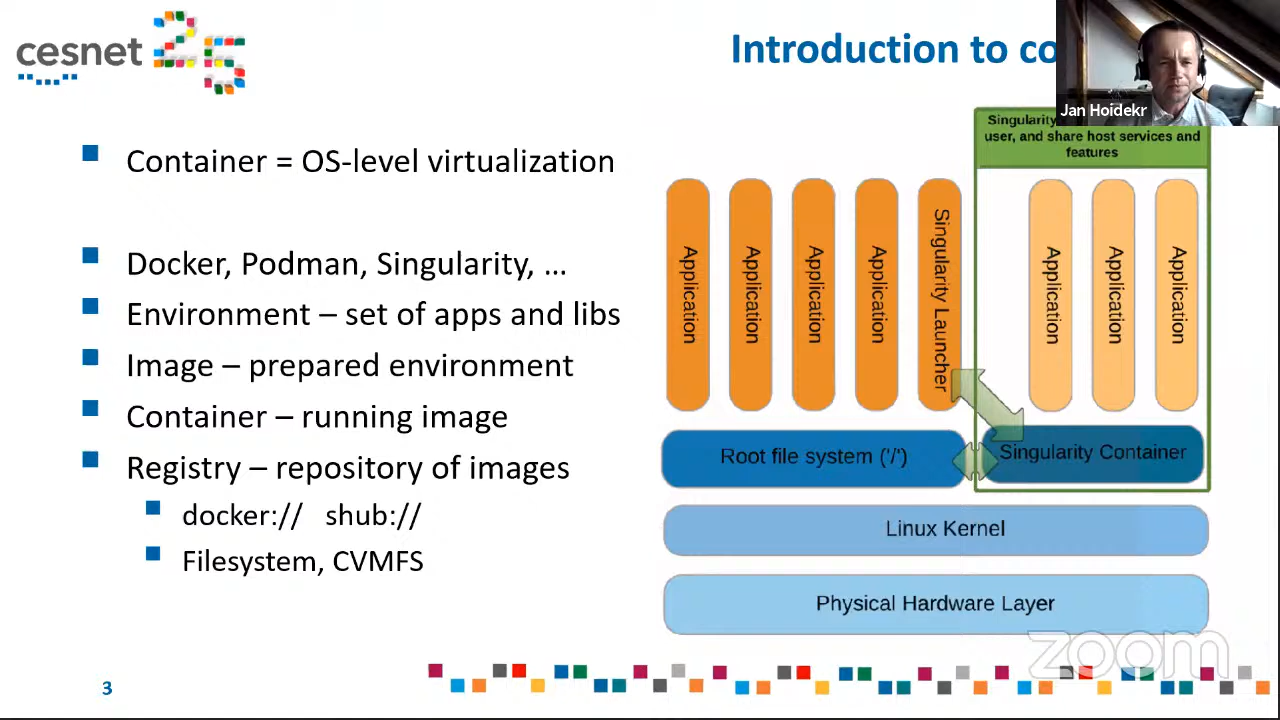 cesnet
Introduction to
Jan Hoidekr
Container = OS-level virtualization
Docker, Podman, Singularity, ...
Environment – set of apps and libs
Image – prepared environment
Container – running image
Registry – repository of images
docker:// shub://
Filesystem, CVMFS
Singularity
user, and share host services and
features
Application
Application
Application
Application
Singularity Launcher
Application
Application
Application
Root file system ('/')
Singularity Container
Linux Kernel
Physical Hardware Layer
zoom
3